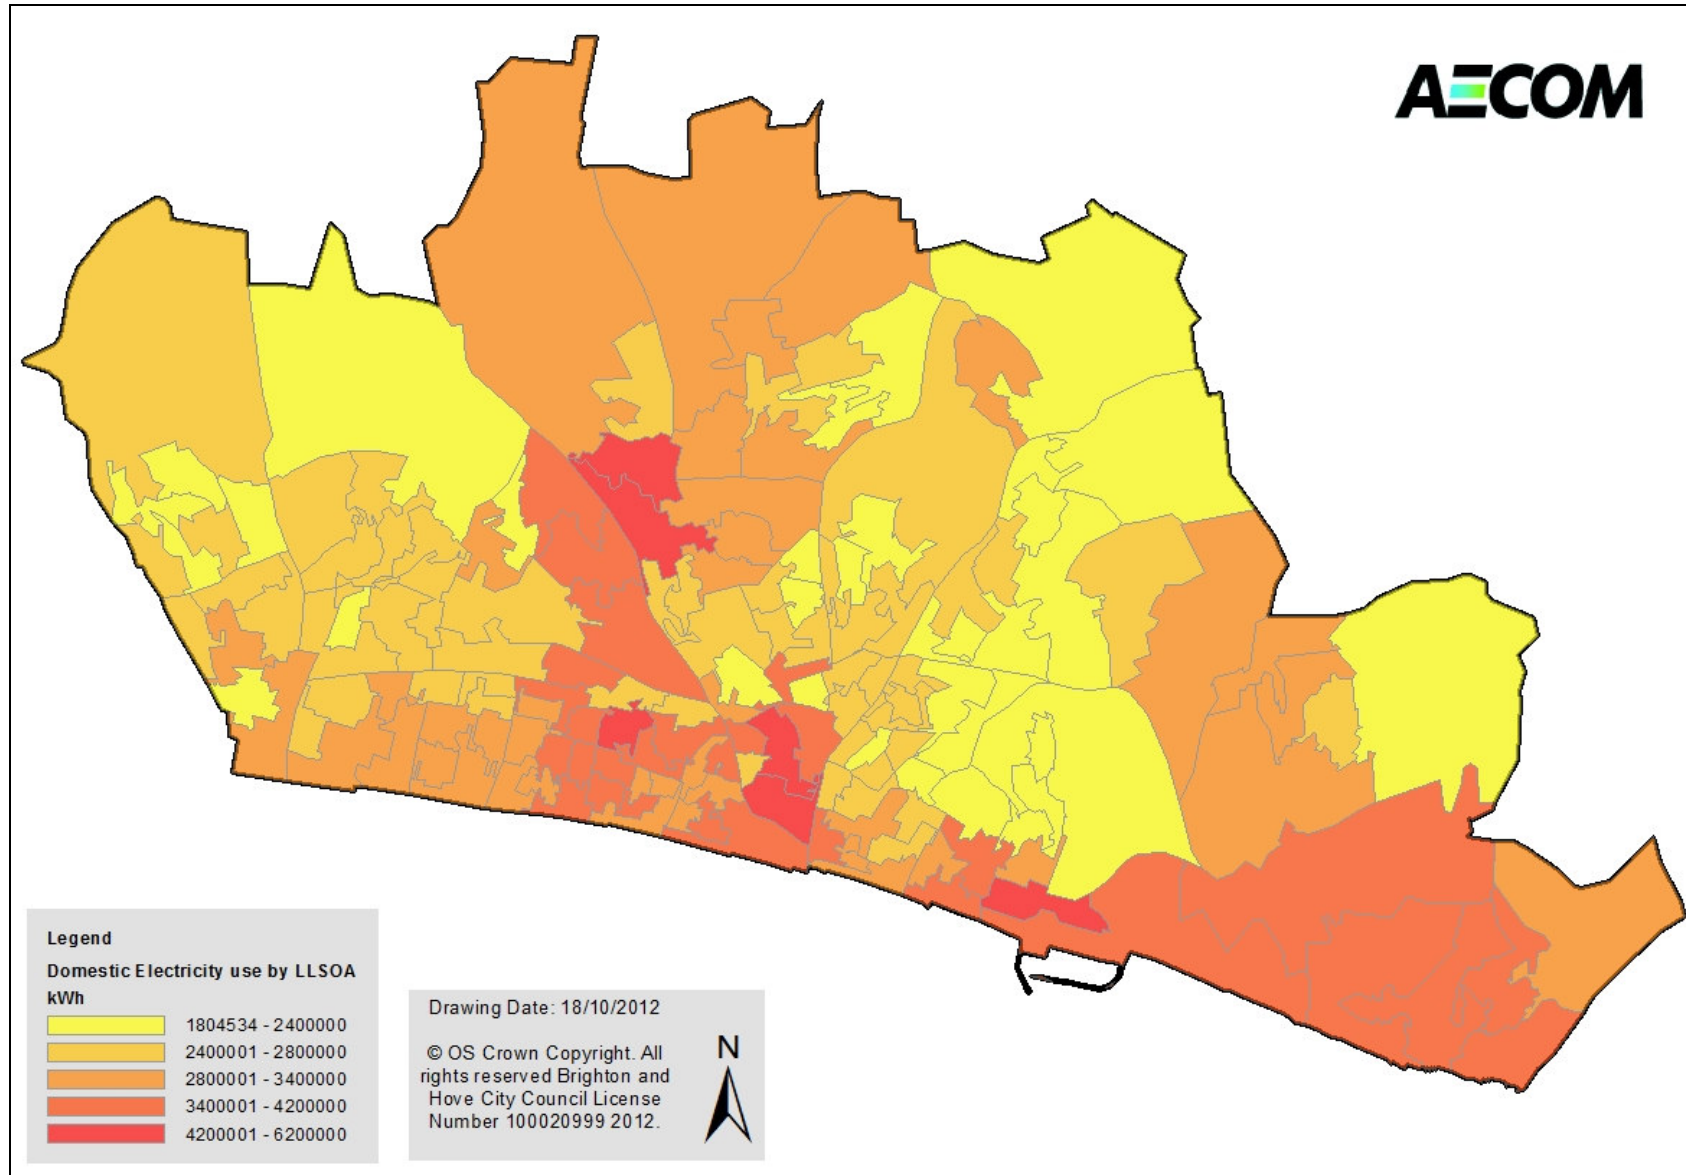 AECOM
Legend
Domestic Electricity use by LLSOA
kWh
1804534 - 2400000
2400001 - 2800000
2800001 - 3400000
3400001 - 4200000
4200001 - 6200000
Drawing Date: 18/10/2012
© OS Crown Copyright. All
rights reserved Brighton and
Hove City Council License
Number 100020999 2012.
N